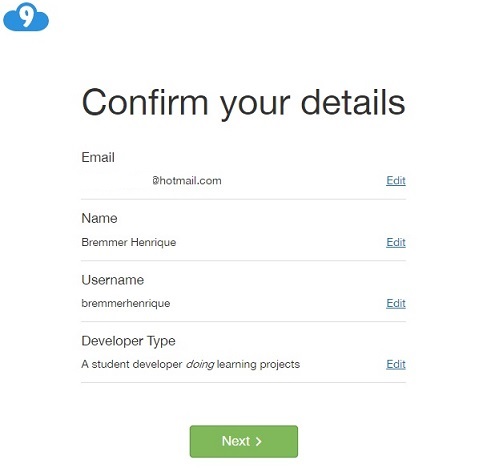 9
Confirm your details
Email
@hotmail.com Edit
Name
Bremmer Henrique Edit
Username
bremmerhenrique Edit
Developer Type
A student developer doing learning projects Edit
Next >